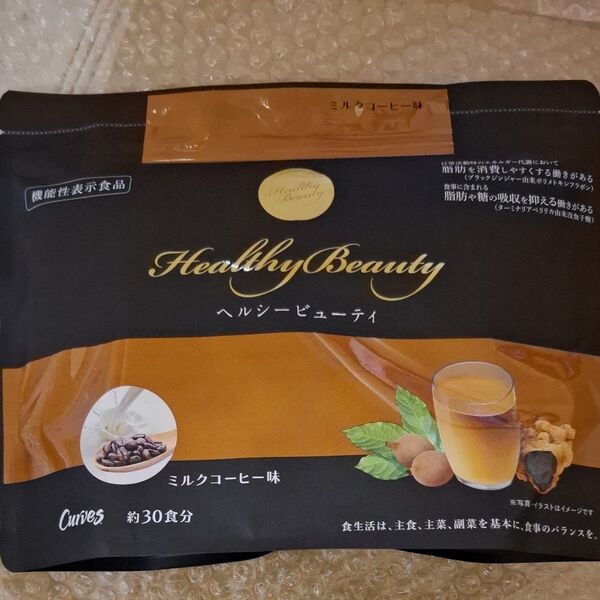 ミルクコーヒー味
機能性表示食品
日常活動時のエネルギー代謝において
脂肪を消費しやすくする働きがある
(ブラックジンジャー由来ポリメトキシフラボン)
食事に含まれる
脂肪や糖の吸収を抑える働きがある
(ターミナリアベリリカ由来没食子酸)
Healthy
Beauty
Healthy Beauty
ヘルシービューティ
ミルクコーヒー味
Curves
約30食分
※写真・イラストはイメージです
食生活は、主食、主菜、副菜を基本に、食事のバランスを。